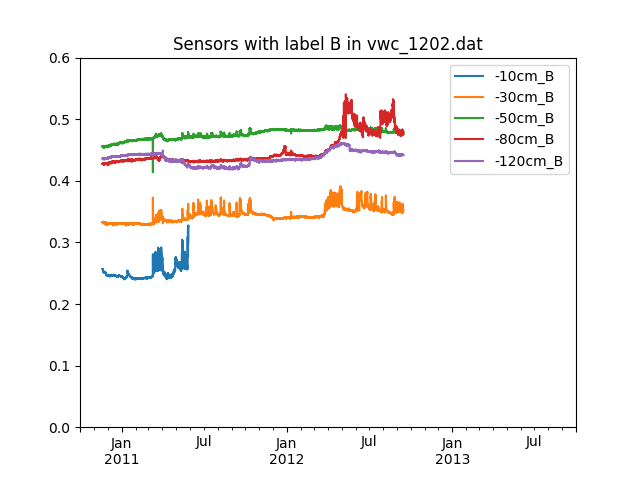 Sensors with label B in vwc_1202.dat
0.6
0.5
0.4
0.3
0.2
0.1
0.0
-10cm_B
-30cm_B
-50cm_B
-80cm_B
-120cm_B
Jan Jul Jan Jul Jan Jul
2011 2012 2013